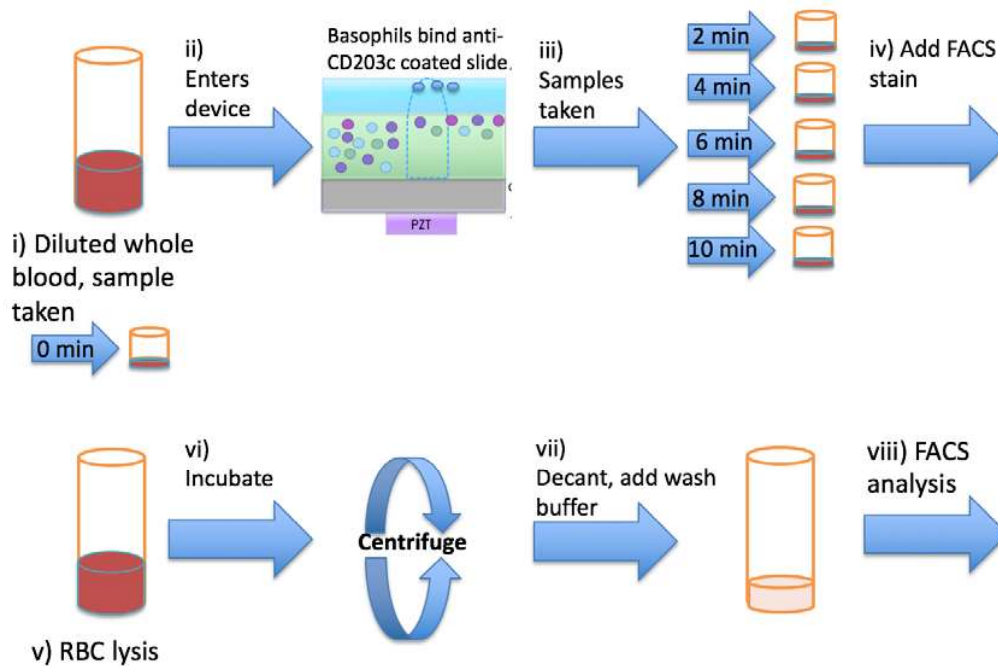 ii)
Enters
device
Basophils bind anti-
CD203c coated slide
PZT
iii)
Samples
taken
2 min
4 min
6 min
8 min
10 min
iv) Add FACS
stain
i) Diluted whole
blood, sample
taken
0 min
v) RBC lysis
vi)
Incubate
Centrifuge
vii)
Decant, add wash
buffer
viii) FACS
analysis